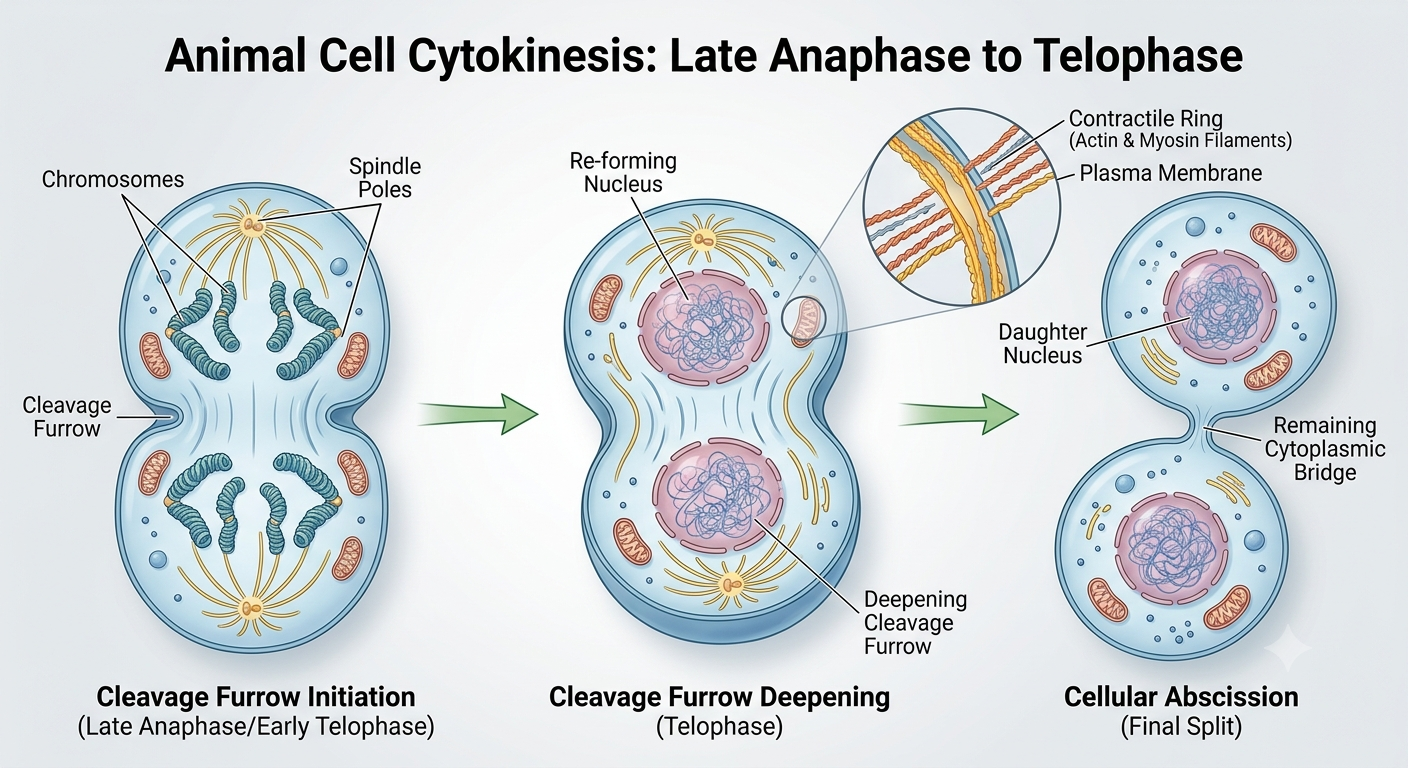 Animal Cell Cytokinesis: Late Anaphase to Telophase
Chromosomes
Spindle
Poles
Cleavage
Furrow
Cleavage Furrow Initiation
(Late Anaphase/Early Telophase)
Re-forming
Nucleus
Contractile Ring
(Actin & Myosin Filaments)
Plasma Membrane
Deepening
Cleavage
Furrow
Cleavage Furrow Deepening
(Telophase)
Daughter
Nucleus
Remaining
Cytoplasmic
Bridge
Cellular Abscission
(Final Split)